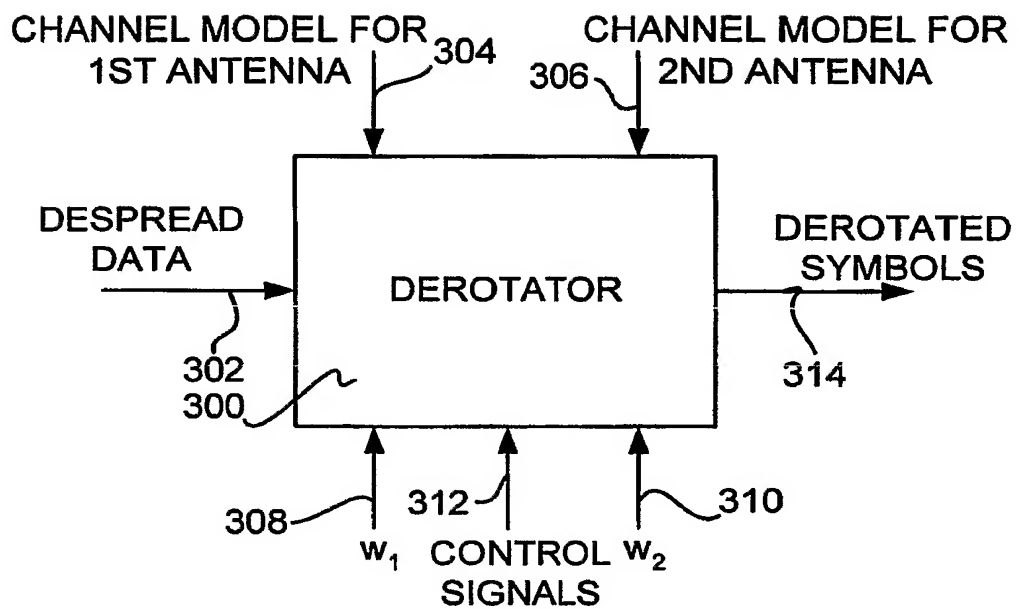 CHANNEL MODEL FOR
1ST ANTENNA
304
CHANNEL MODEL FOR
2ND ANTENNA
306
DESPREAD
DATA
302
300
DEROTATOR
DEROTATED
SYMBOLS
314
308
w1
312
CONTROL
SIGNALS
w2
310